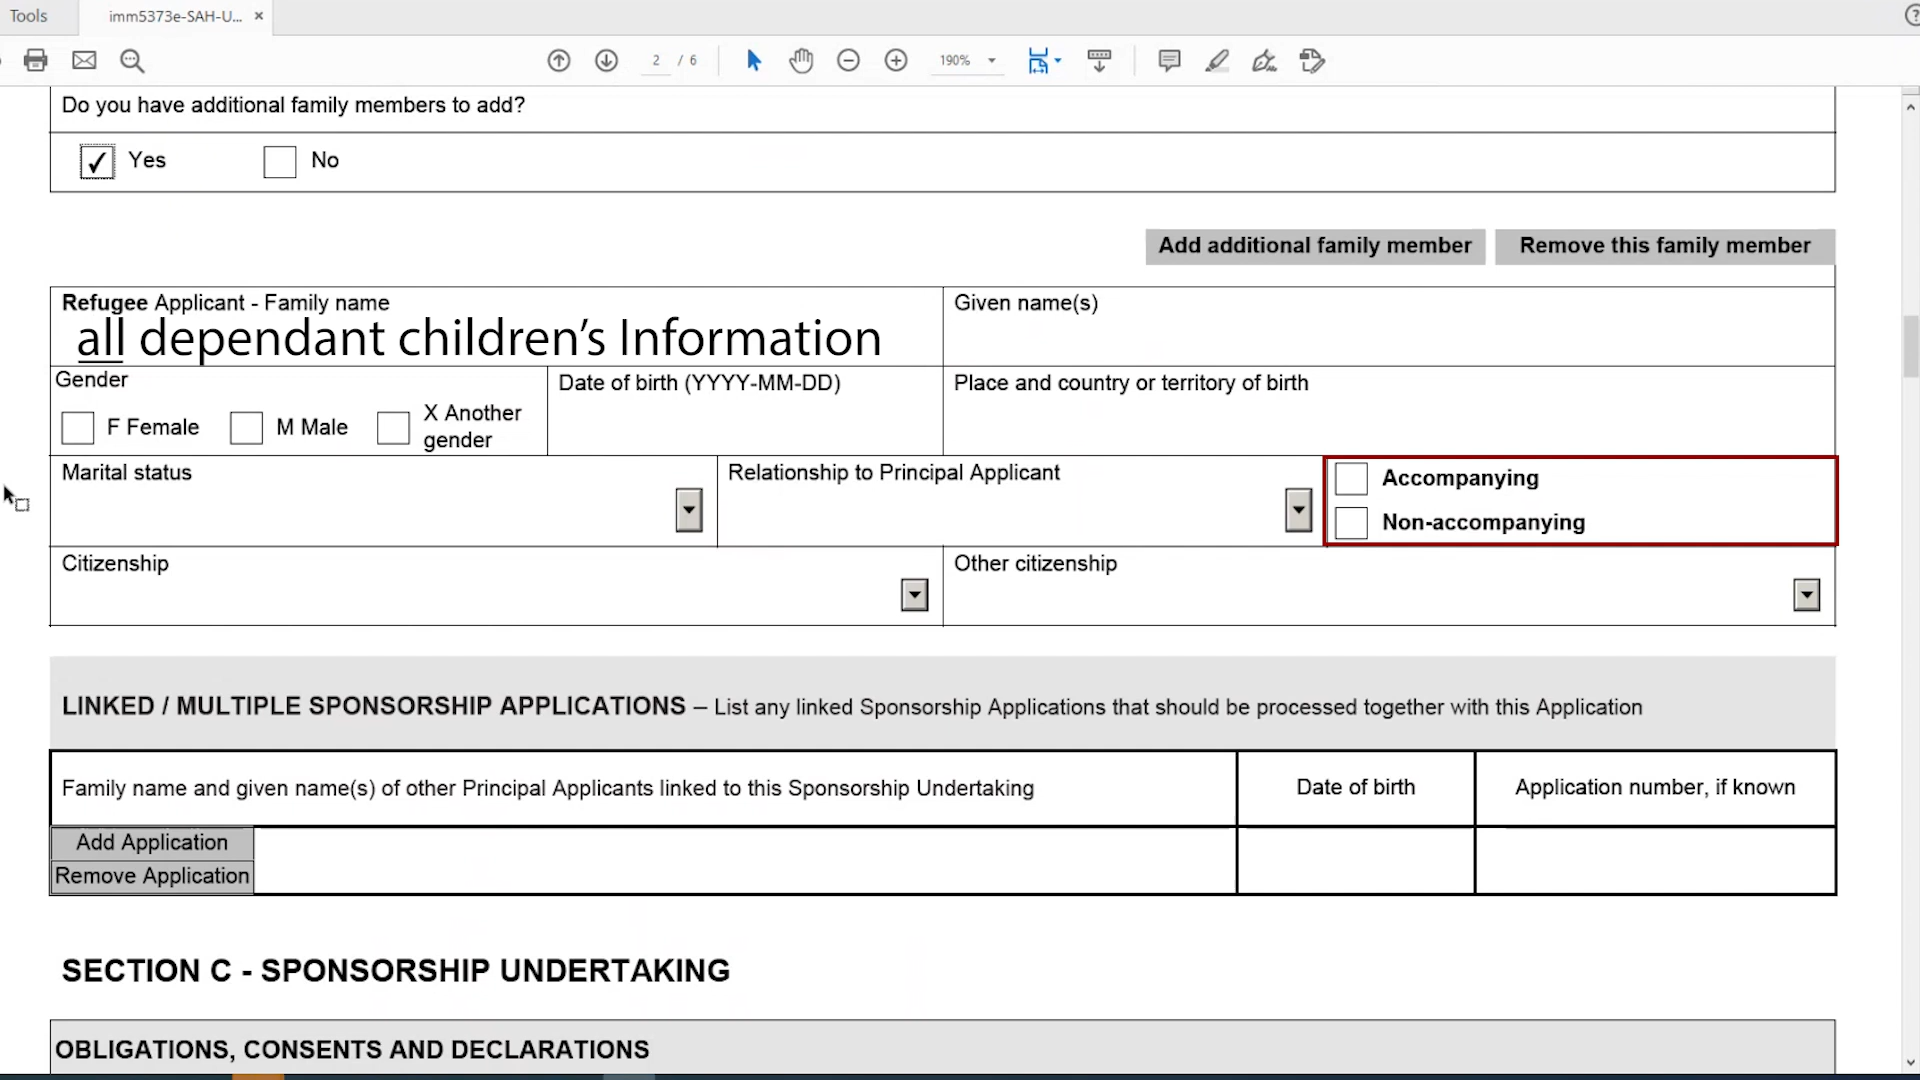 Tools
imm5373e-SAH-U... ×
2 / 6
190%
Do you have additional family members to add?
Yes
No
Add additional family member
Remove this family member
Refugee Applicant - Family name
Given name(s)
all dependant children’s Information
Gender
Date of birth (YYYY-MM-DD)
Place and country or territory of birth
F Female
M Male
X Another
gender
Marital status
Relationship to Principal Applicant
Accompanying
Non-accompanying
Citizenship
Other citizenship
LINKED / MULTIPLE SPONSORSHIP APPLICATIONS – List any linked Sponsorship Applications that should be processed together with this Application
Family name and given name(s) of other Principal Applicants linked to this Sponsorship Undertaking
Date of birth
Application number, if known
Add Application
Remove Application
SECTION C - SPONSORSHIP UNDERTAKING
OBLIGATIONS, CONSENTS AND DECLARATIONS